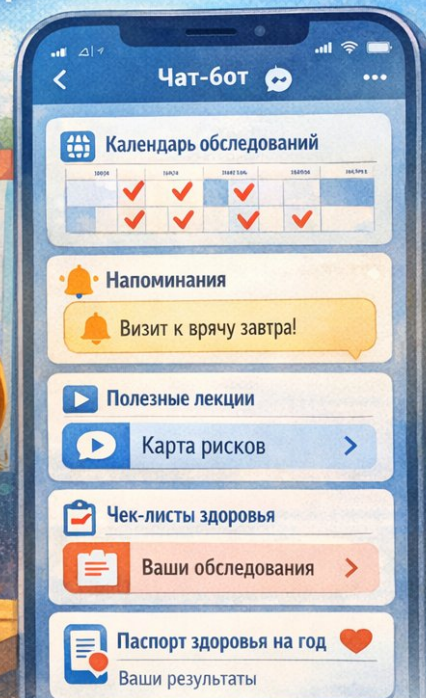 Чат-бот
Календарь обследований
Напоминания
Визит к врачу завтра!
Полезные лекции
Карта рисков
Чек-листы здоровья
Ваши обследования
Паспорт здоровья на год
Ваши результаты